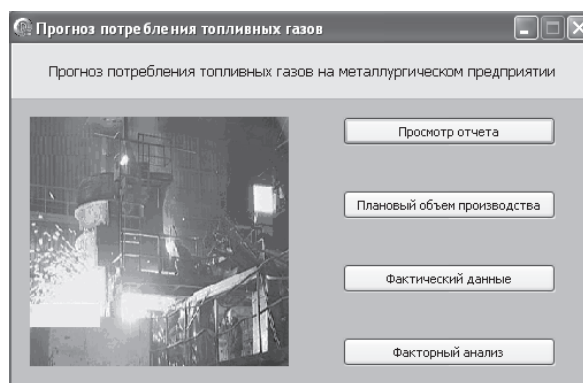 Прогноз потребления топливных газов
Прогноз потребления топливных газов на металлургическом предприятии
Просмотр отчета
Плановый объем производства
Фактический данные
Факторный анализ